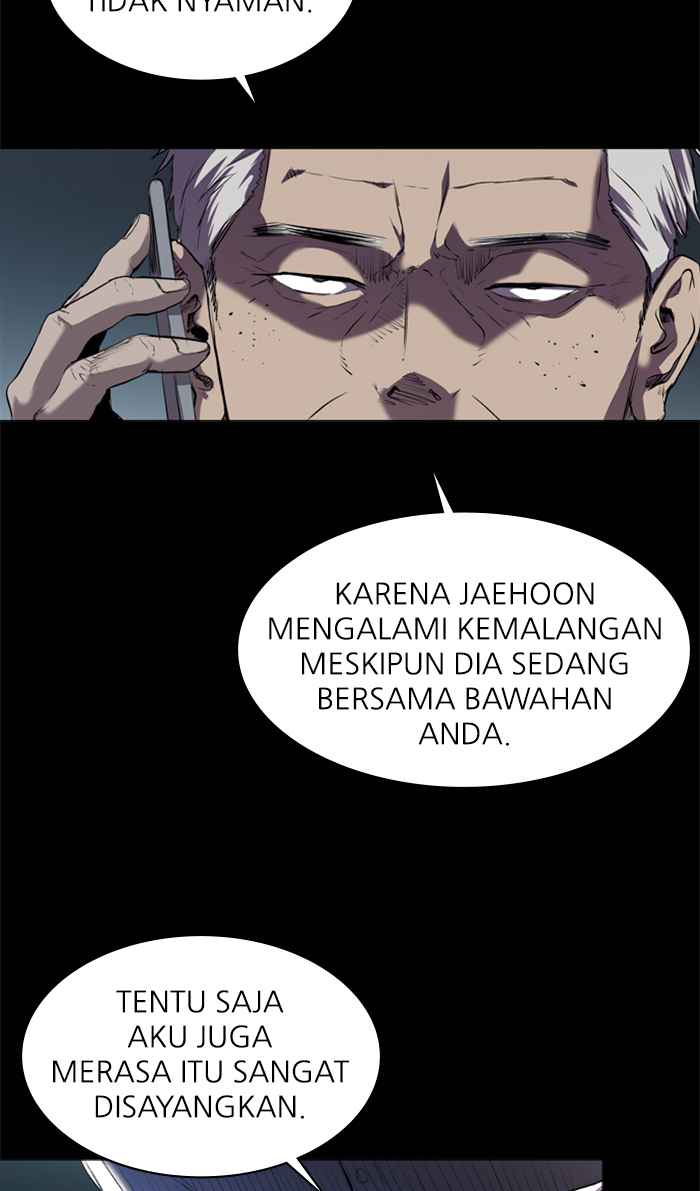 TIDAK NYAMAN.
KARENA JAEHOON
MENGALAMI KEMALANGAN
MESKIPUN DIA SEDANG
BERSAMA BAWAHAN
ANDA.
TENTU SAJA
AKU JUGA
MERASA ITU SANGAT
DISAYANGKAN.